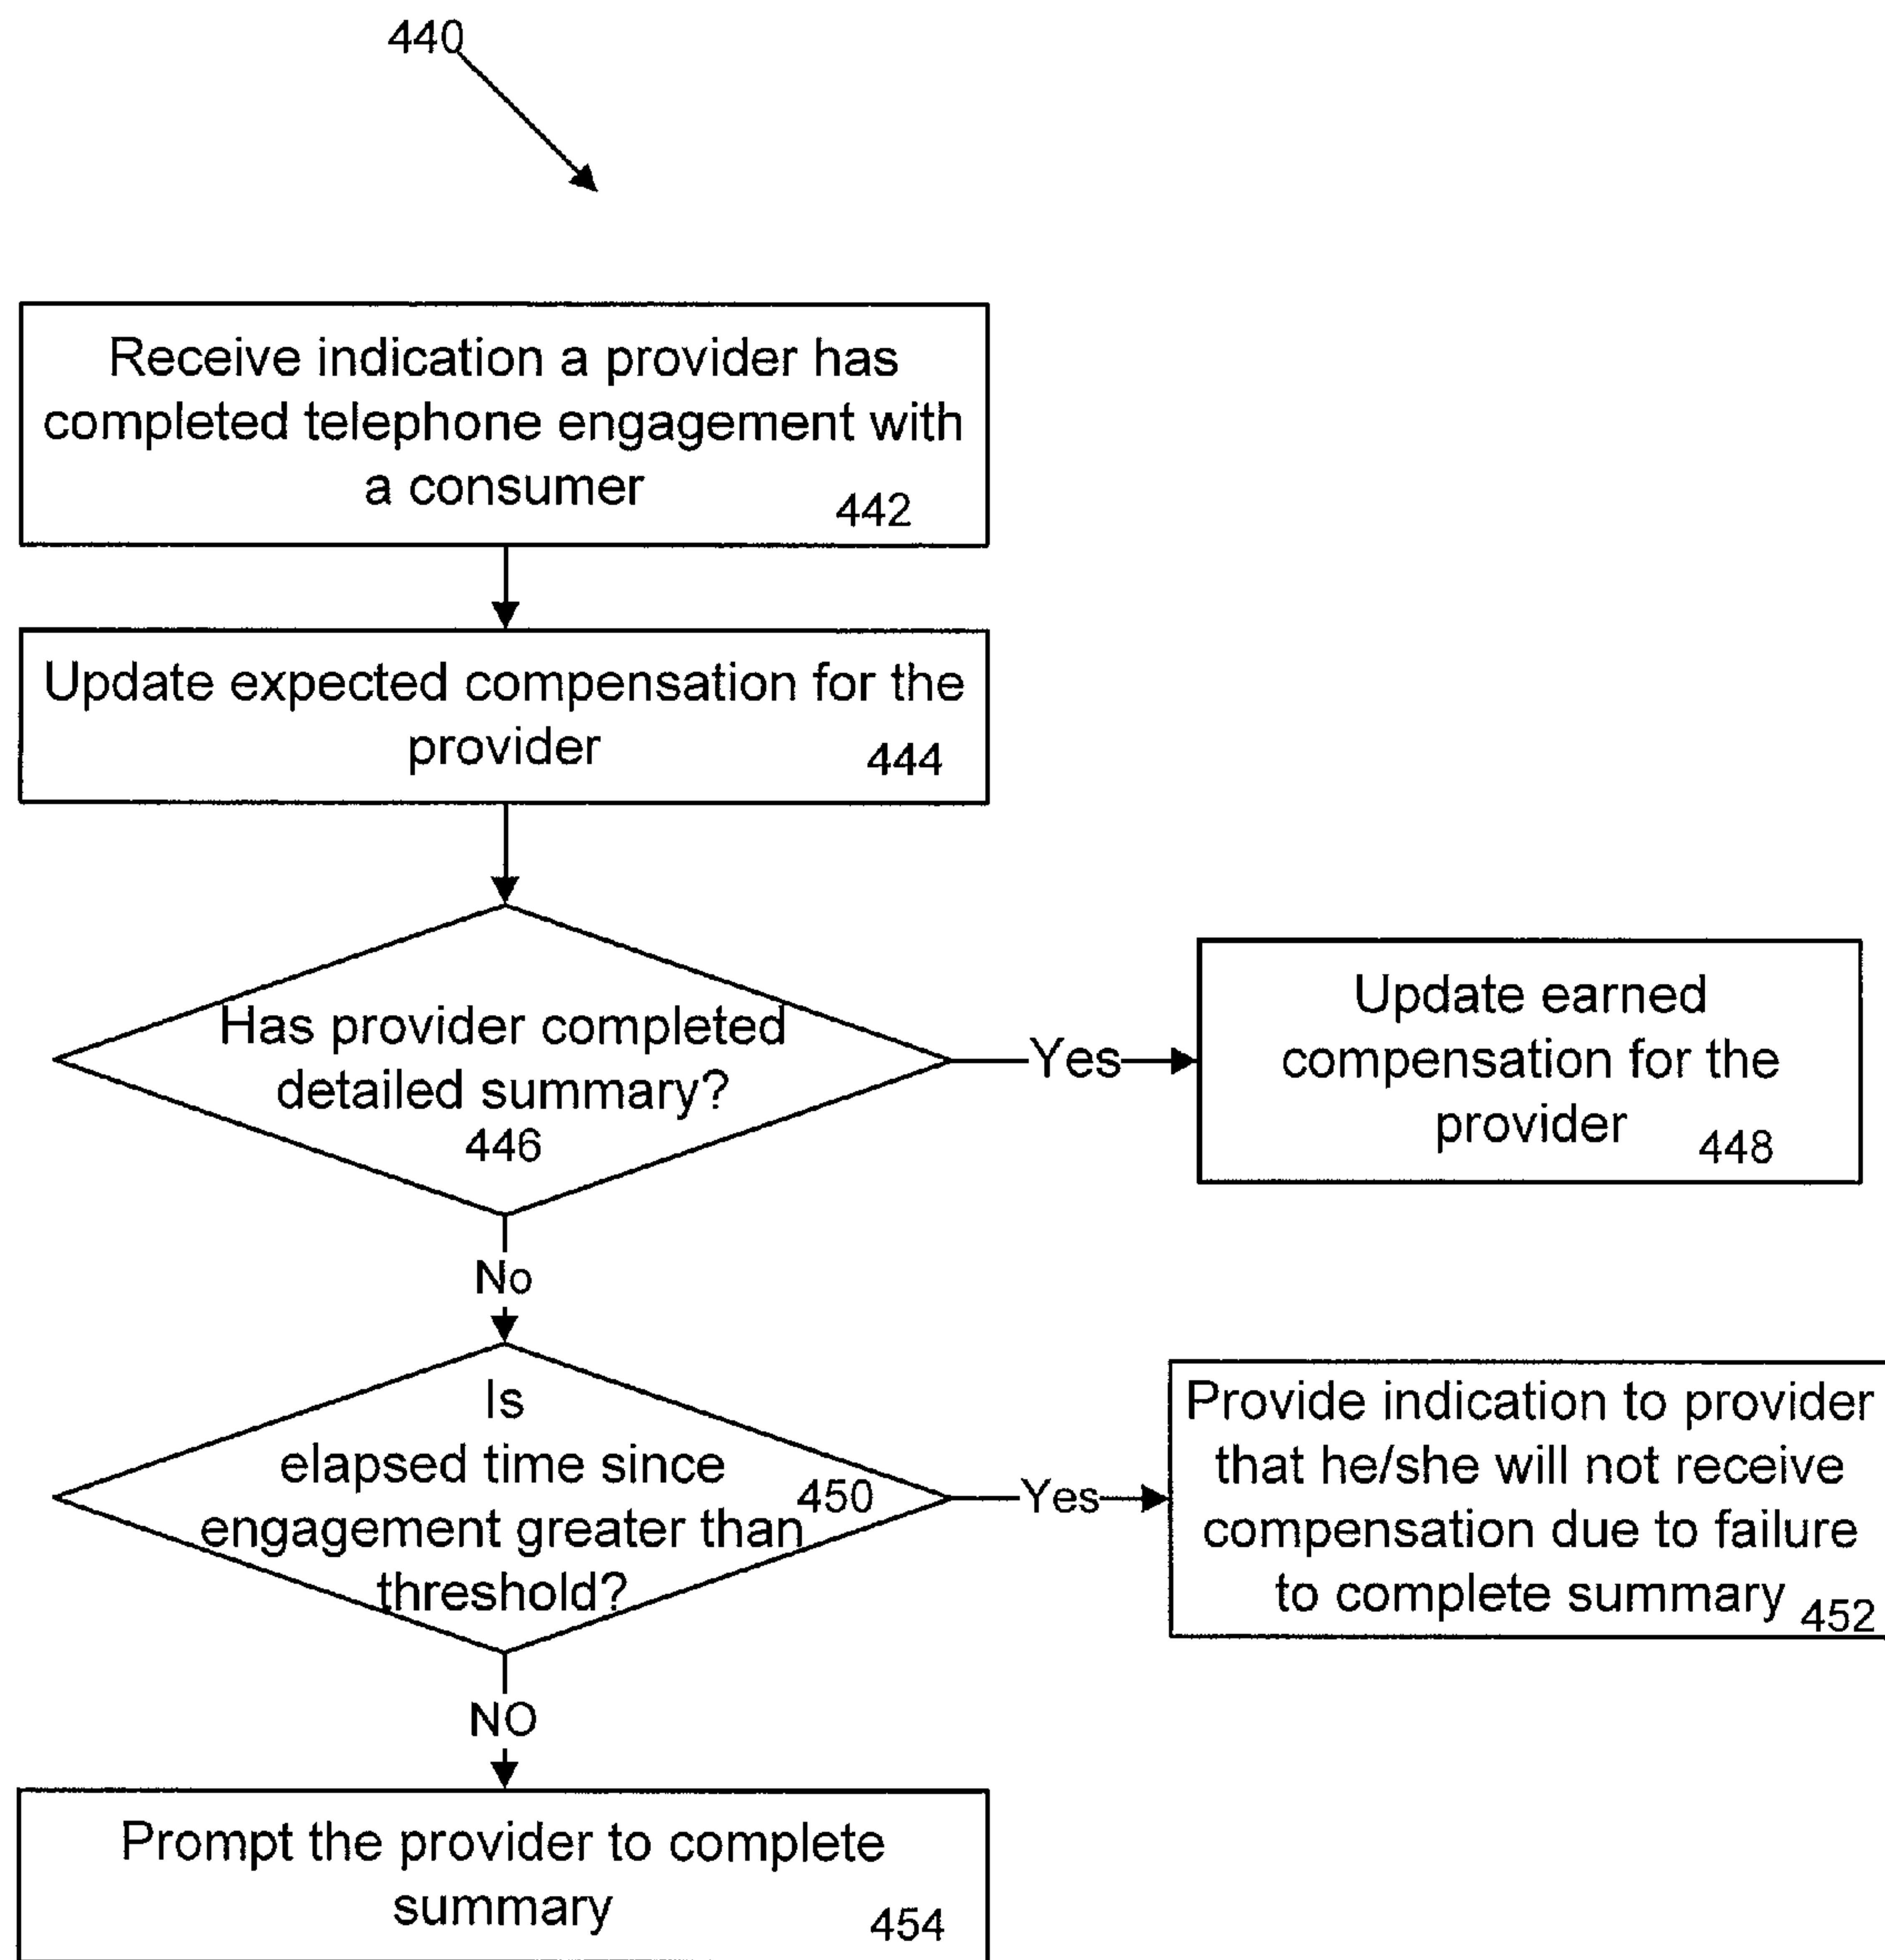 440
Receive indication a provider has
completed telephone engagement with
a consumer
442
Update expected compensation for the
provider
444
Has provider completed
detailed summary?
446
Yes
Update earned
compensation for the
provider
448
No
Is
elapsed time since
engagement greater than
threshold?
450
Yes
Provide indication to provider
that he/she will not receive
compensation due to failure
to complete summary
452
NO
Prompt the provider to complete
summary
454